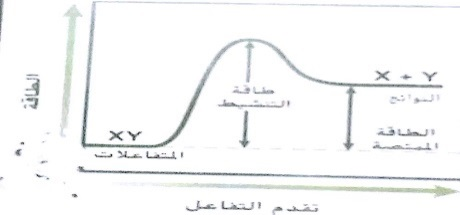 الطاقة
طاقة
التنشيط
X + Y
النواتج
الطاقة
الممتصة
XY
المتفاعلات
تقدم التفاعل